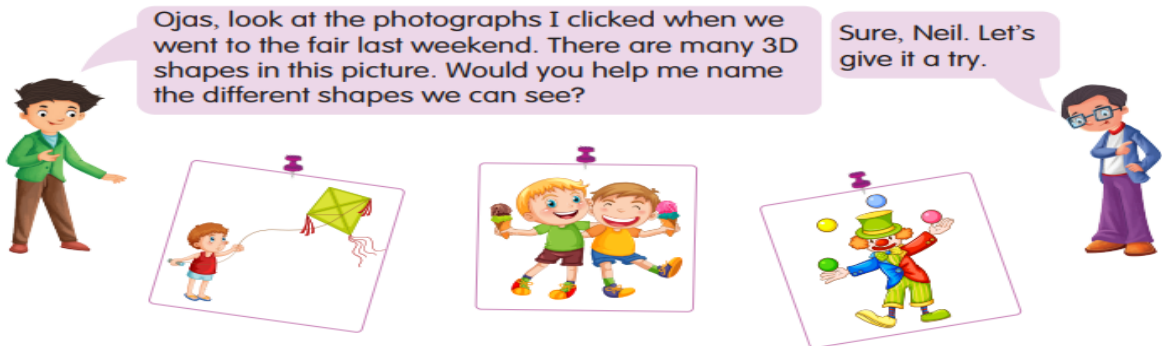 Ojas, look at the photographs I clicked when we
went to the fair last weekend. There are many 3D
shapes in this picture. Would you help me name
the different shapes we can see?
Sure, Neil. Let's
give it a try.